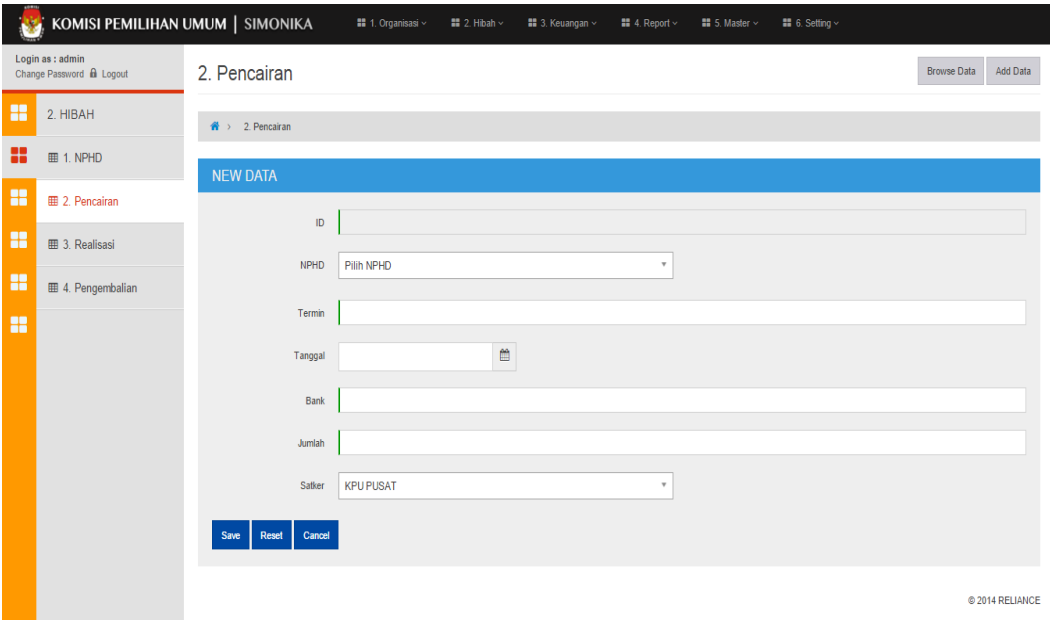 KOMISI PEMILIHAN UMUM | SIMONIKA
1. Organisasi
2. Hibah
3. Keuangan
4. Report
5. Master
6. Setting
Login as : admin
Change Password Logout
2. Pencairan
Browse Data
Add Data
2. HIBAH
1. NPHD
2. Pencairan
3. Realisasi
4. Pengembalian
2. Pencairan
NEW DATA
ID
NPHD Pilih NPHD
Termin
Tanggal
Bank
Jumlah
Satker KPU PUSAT
Save Reset Cancel
© 2014 RELIANCE